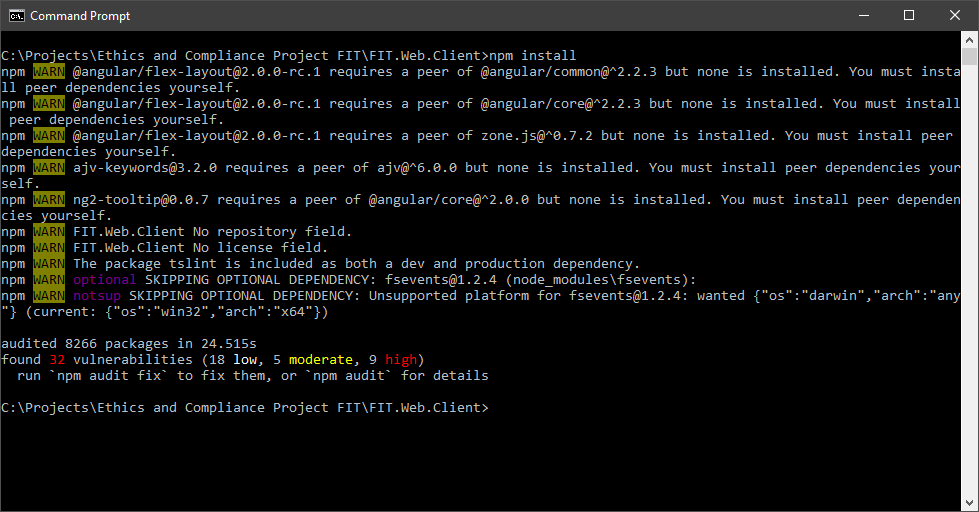 Command Prompt
C:\Projects\Ethics and Compliance Project FIT\FIT.Web.Client>npm install
npm WARN @angular/flex-layout@2.0.0-rc.1 requires a peer of @angular/common@^2.2.3 but none is installed. You must insta
ll peer dependencies yourself.
npm WARN @angular/flex-layout@2.0.0-rc.1 requires a peer of @angular/core@^2.2.3 but none is installed. You must install
 peer dependencies yourself.
npm WARN @angular/flex-layout@2.0.0-rc.1 requires a peer of zone.js@^0.7.2 but none is installed. You must install peer
dependencies yourself.
npm WARN ajv-keywords@3.2.0 requires a peer of ajv@^6.0.0 but none is installed. You must install peer dependencies your
self.
npm WARN ng2-tooltip@0.0.7 requires a peer of @angular/core@^2.0.0 but none is installed. You must install peer dependen
cies yourself.
npm WARN FIT.Web.Client No repository field.
npm WARN FIT.Web.Client No license field.
npm WARN The package tslint is included as both a dev and production dependency.
npm WARN optional SKIPPING OPTIONAL DEPENDENCY: fsevents@1.2.4 (node_modules\fsevents):
npm WARN notsup SKIPPING OPTIONAL DEPENDENCY: Unsupported platform for fsevents@1.2.4: wanted {"os":"darwin","arch":"any
"} (current: {"os":"win32","arch":"x64"})
audited 8266 packages in 24.515s
found 32 vulnerabilities (18 low, 5 moderate, 9 high)
  run `npm audit fix` to fix them, or `npm audit` for details
C:\Projects\Ethics and Compliance Project FIT\FIT.Web.Client>